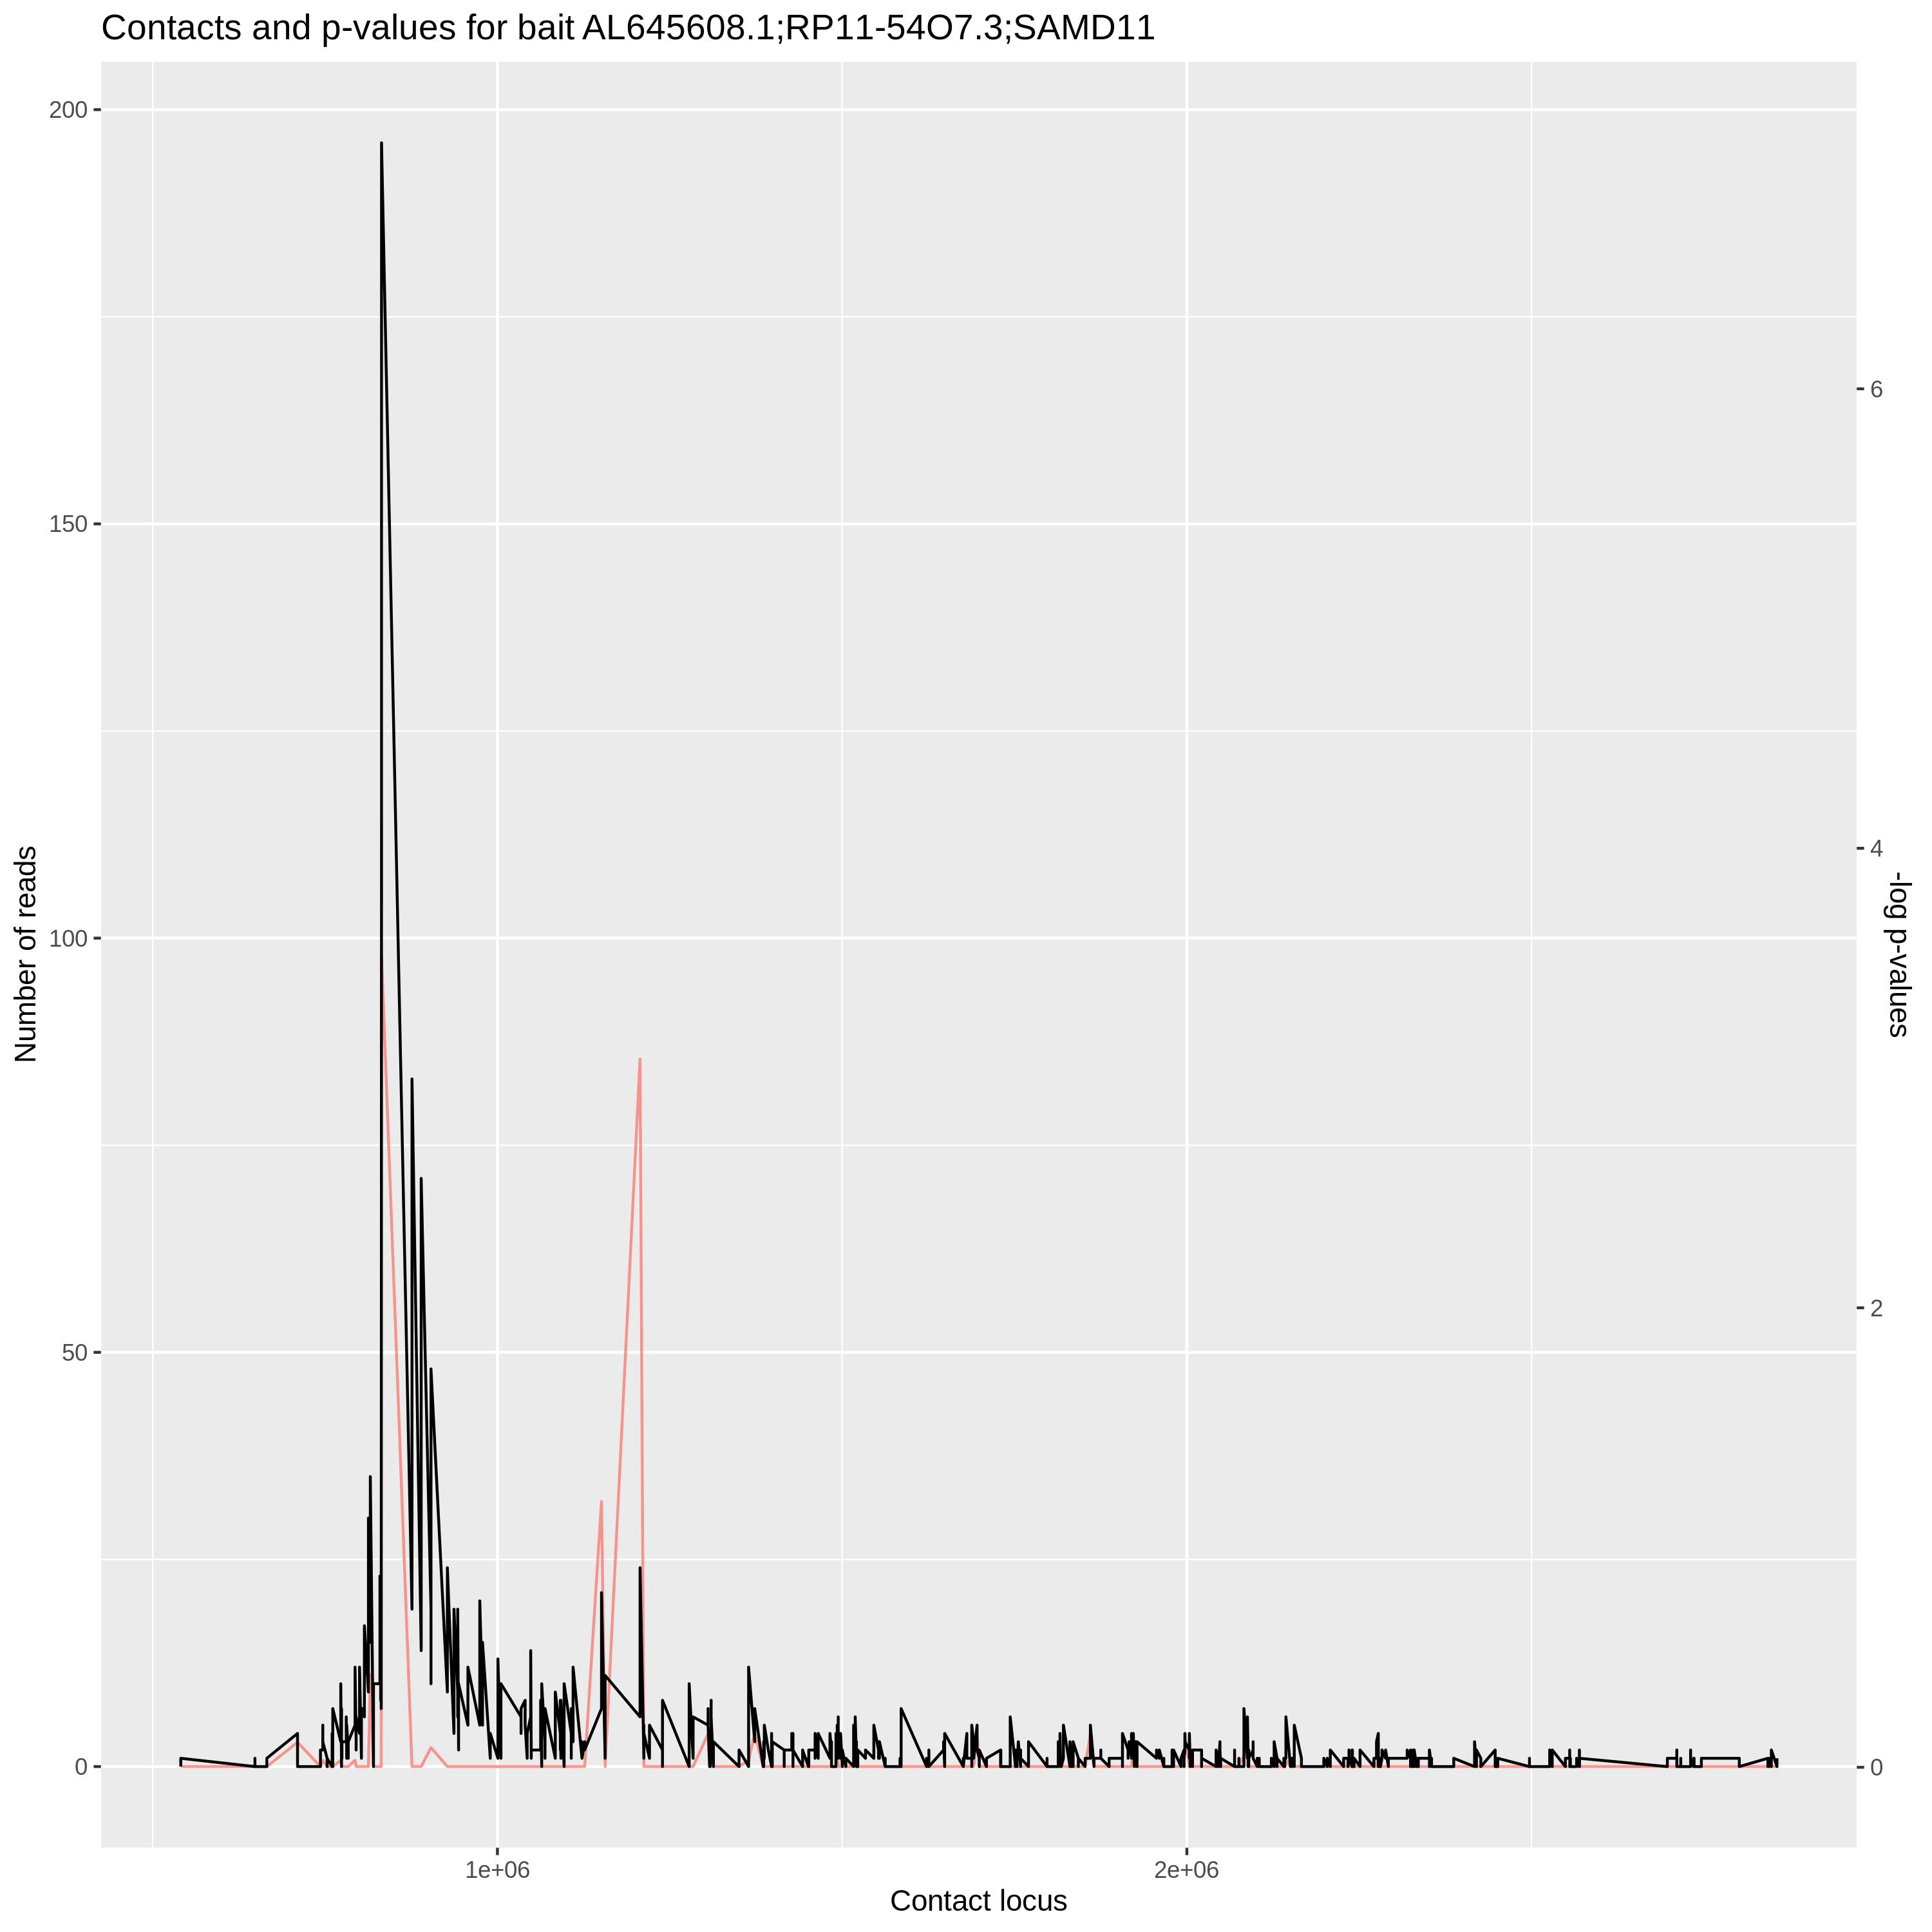 Contacts and p-values for bait AL645608.1;RP11-54O7.3;SAMD11
200
150
100
50
0
Number of reads
6
4
2
0
-log p-values
1e+06
2e+06
Contact locus